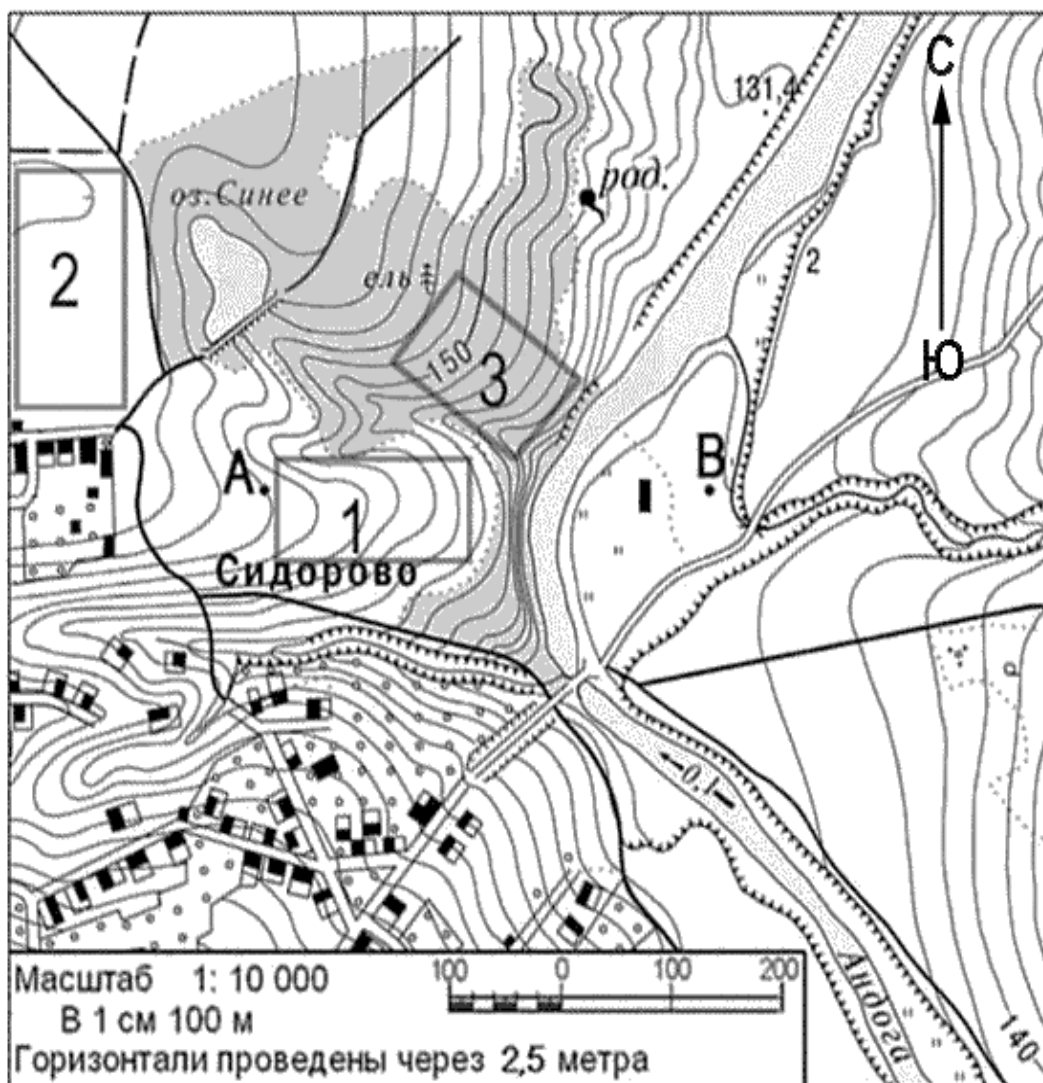 С
131,4
род.
оз.Синее
2
2
ель
Ю
150
3
В
А.
1
Сидорово
0,1
Андога
140
Масштаб 1: 10 000
В 1 см 100 м
Горизонтали проведены через 2,5 метра
100 0 100 200